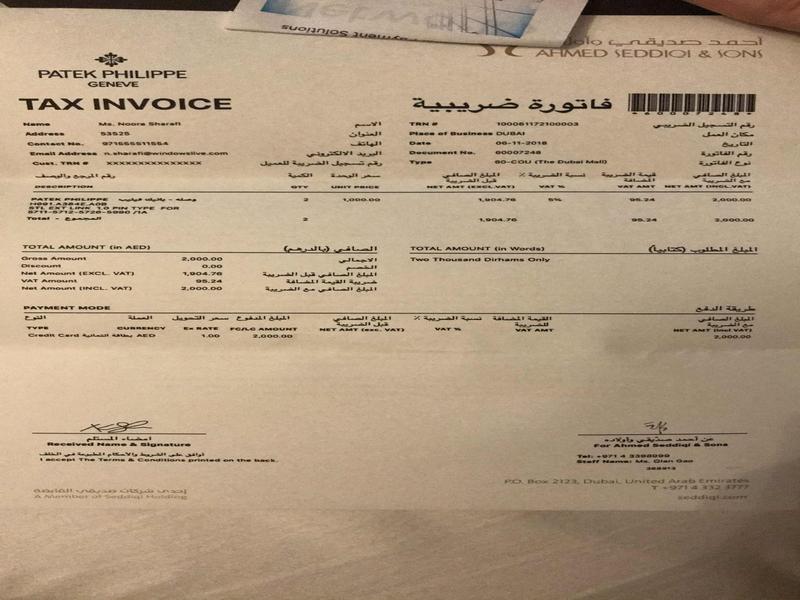 Payment Solutions
PATEK PHILIPPE
GENEVE
أحمد صديقي وأولاده
AHMED SEDDIQI & SONS
TAX INVOICE
فاتورة ضريبية
*60007248*
Name Ms. Noora Sharafi الاسم
Address 53525 العنوان
Contact No. 971555511554 الهاتف
Email Address n.sharafi@windowslive.com البريد الالكتروني
Cust. TRN # XXXXXXXXXXXXXXX رقم تسجيل الضريبة للعميل
TRN # 100061172100003 رقم التسجيل الضريبي
Place of Business DUBAI مكان العمل
Date 06-11-2018 التاريخ
Document No. 60007248 رقم الفاتورة
Type 60-COU (The Dubai Mall) نوع الفاتورة
رقم المرجع والوصف الكمية سعر الوحدة المبلغ الصافي قبل الضريبة نسبة الضريبة % قيمة الضريبة المضافة المبلغ الصافي مع الضريبة
DESCRIPTION QTY UNIT PRICE NET AMT (EXCL.VAT) VAT % VAT AMT NET AMT (INCL.VAT)
PATEK PHILIPPE وصله - باتيك فيليب 2 1,000.00 1,904.76 5% 95.24 2,000.00
H891.A384E.A0B
STL EXT LINK 1.0 PIN TYPE FOR
5711-5712-5726-5990 /1A
Total - المجموع 2 1,904.76 95.24 2,000.00
TOTAL AMOUNT (in AED) الصافي (بالدرهم)
Gross Amount 2,000.00 الاجمالي
Discount 0.00 الخصم
Net Amount (EXCL. VAT) 1,904.76 المبلغ الصافي قبل الضريبة
VAT Amount 95.24 ضريبة القيمة المضافة
Net Amount (INCL. VAT) 2,000.00 المبلغ الصافي مع الضريبة
TOTAL AMOUNT (in Words) المبلغ المطلوب (كتابيا)
Two Thousand Dirhams Only
PAYMENT MODE طريقة الدفع
النوع العملة سعر التحويل المبلغ المدفوع المبلغ الصافي قبل الضريبة نسبة الضريبة % القيمة المضافة للضريبة المبلغ الصافي مع الضريبة
TYPE CURRENCY Ex RATE FC/LC AMOUNT NET AMT (exc. VAT) VAT % VAT AMT NET AMT (incl VAT)
Credit Card بطاقة ائتمانية AED 1.00 2,000.00 2,000.00
امضاء المستلم
Received Name & Signature
أوافق على الشروط والأحكام المطبوعة في الخلف
I accept The Terms & Conditions printed on the back.
عن أحمد صديقي وأولاده
For Ahmed Seddiqi & Sons
Tel: +971 4 3398099
Staff Name: Ms. Qian Gao
إحدى شركات صديقي القابضة
A Member of Seddiqi Holding
P.O. Box 2123, Dubai, United Arab Emirates
T +971 4 332 3777
seddiqi.com